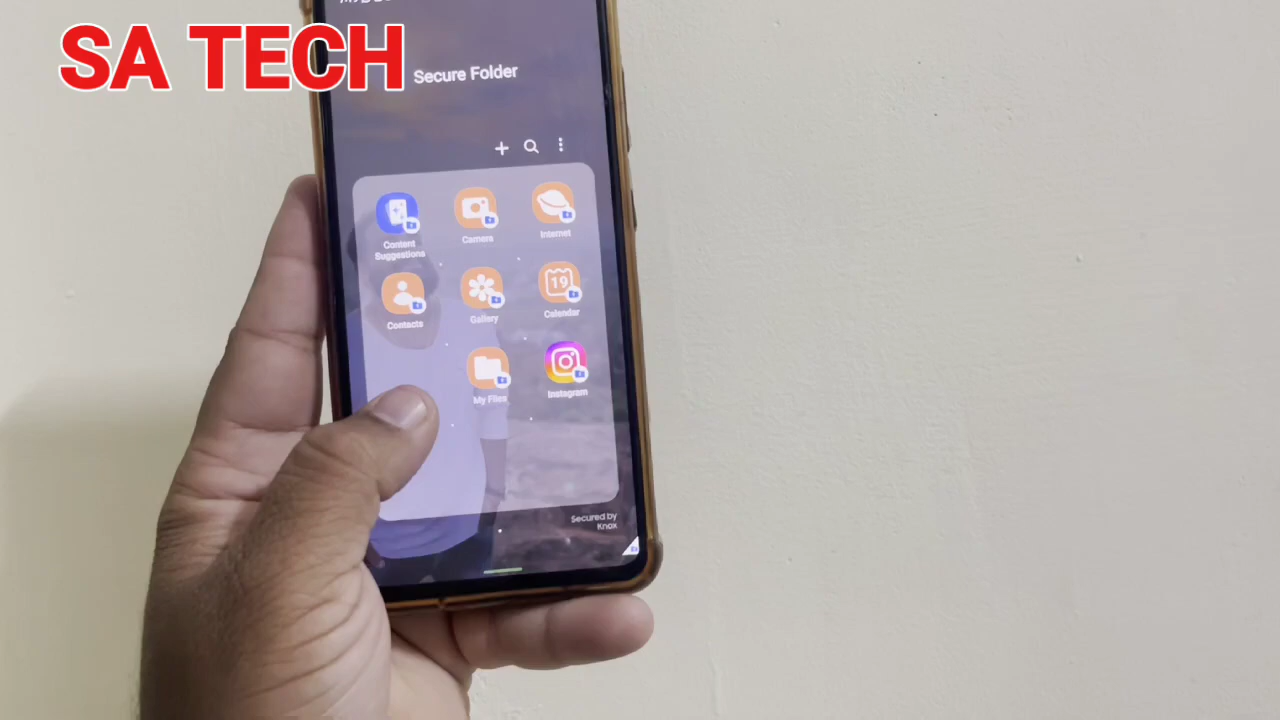 SA TECH
Secure Folder
Content
Suggestions
Camera
Internet
Contacts
Gallery
19
Calendar
My Files
Instagram
Secured by
Knox